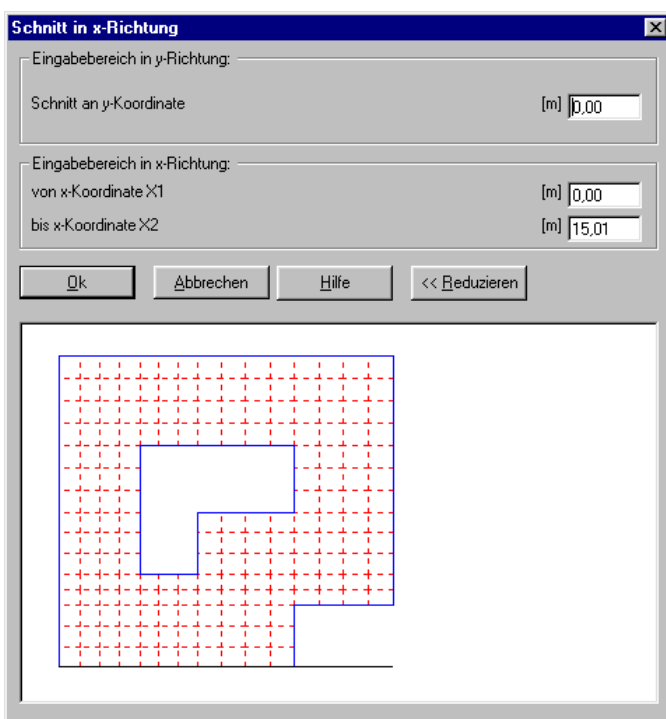 Schnitt in x-Richtung
Eingabebereich in y-Richtung:
Schnitt an y-Koordinate [m] 0,00
Eingabebereich in x-Richtung:
von x-Koordinate X1 [m] 0,00
bis x-Koordinate X2 [m] 15,01
Ok Abbrechen Hilfe << Reduzieren